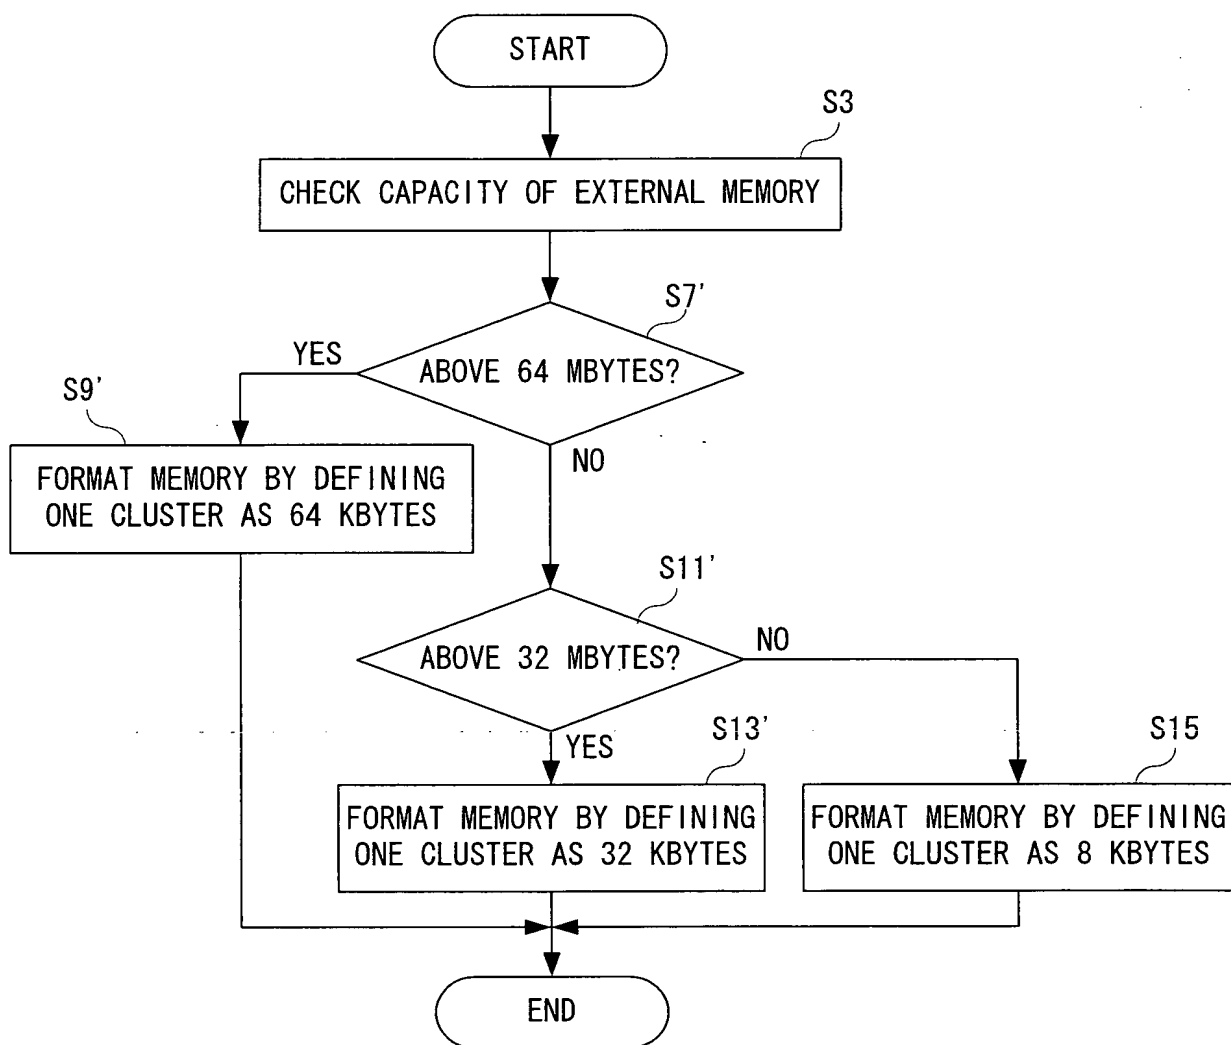 START
S3
CHECK CAPACITY OF EXTERNAL MEMORY
S7'
ABOVE 64 MBYTES?
YES
S9'
NO
FORMAT MEMORY BY DEFINING
ONE CLUSTER AS 64 KBYTES
S11'
ABOVE 32 MBYTES?
NO
YES
S13'
S15
FORMAT MEMORY BY DEFINING
ONE CLUSTER AS 32 KBYTES
FORMAT MEMORY BY DEFINING
ONE CLUSTER AS 8 KBYTES
END